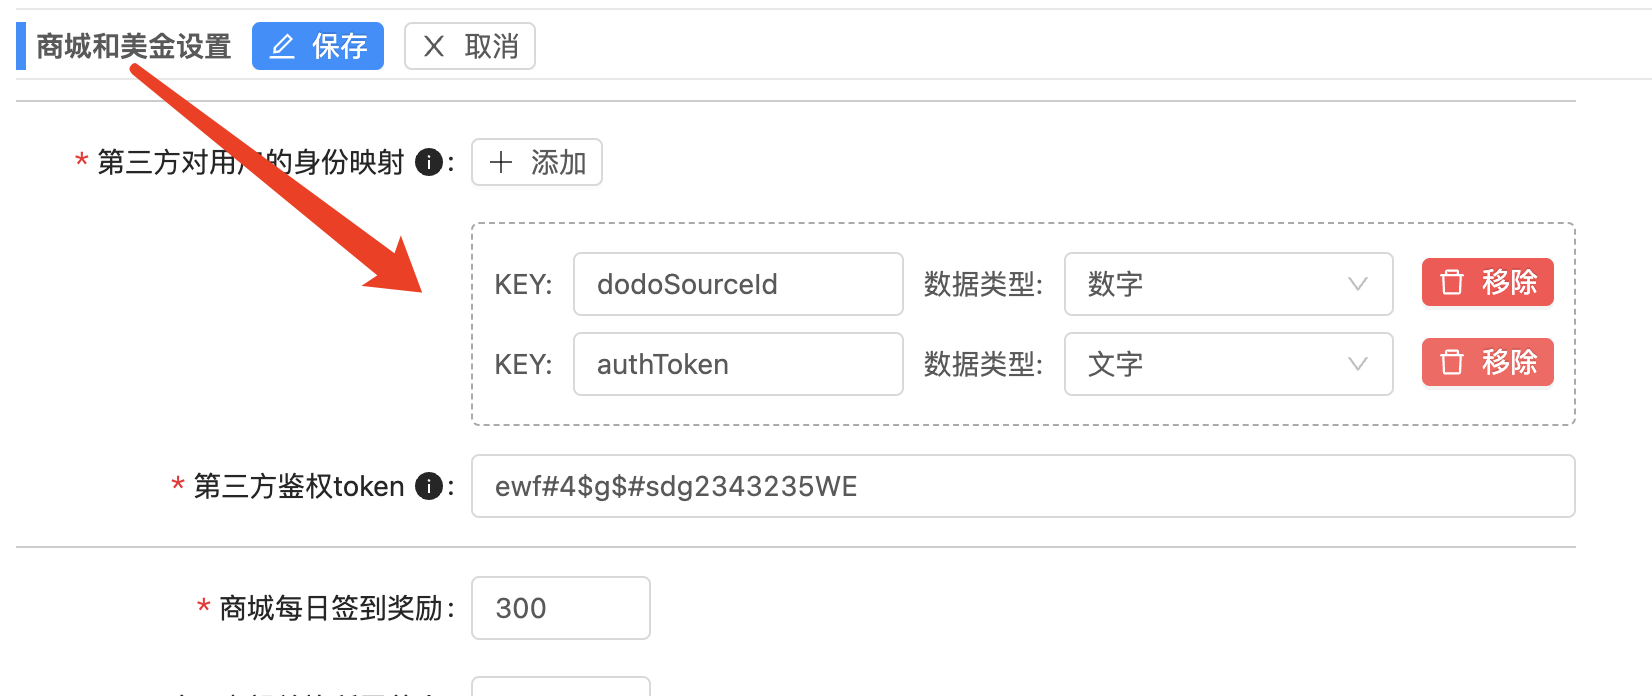 商城和美金设置 保存 取消
* 第三方对用户的身份映射 : 添加
KEY: dodoSourceId 数据类型: 数字 移除
KEY: authToken 数据类型: 文字 移除
* 第三方鉴权token : ewf#4$g$#sdg2343235WE
* 商城每日签到奖励: 300